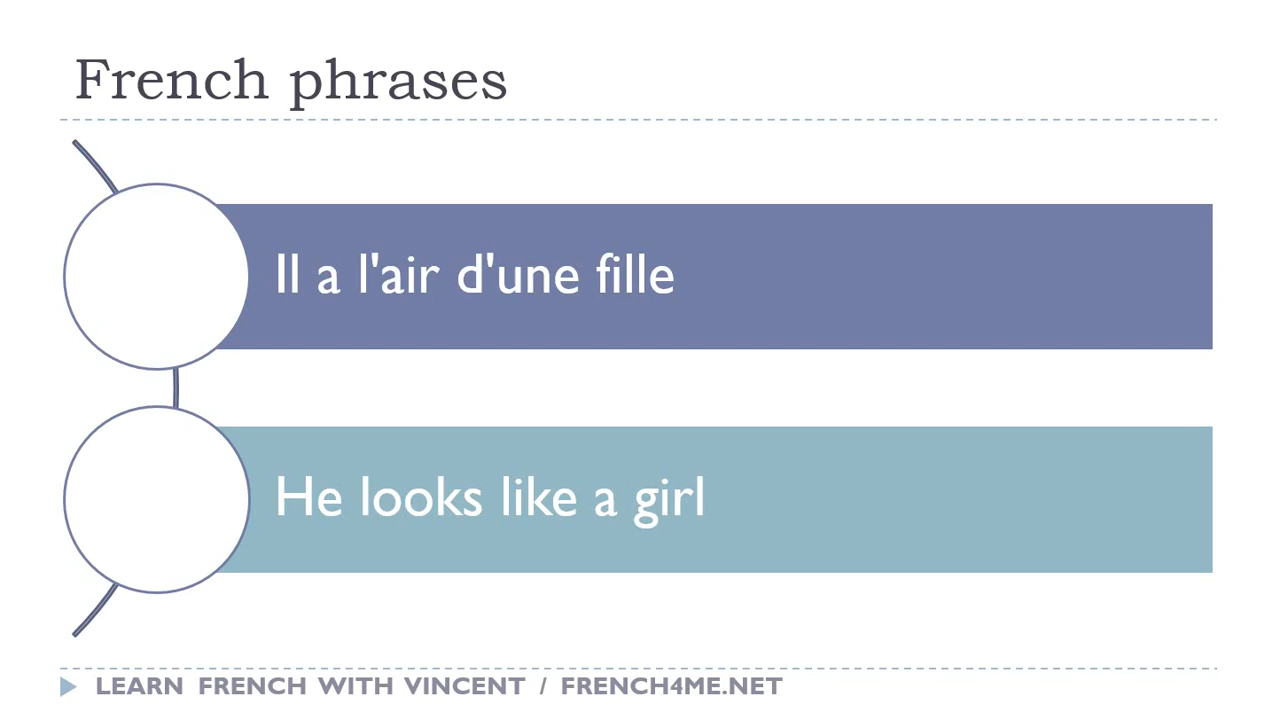 French phrases
Il a l'air d'une fille
He looks like a girl
LEARN FRENCH WITH VINCENT / FRENCH4ME.NET